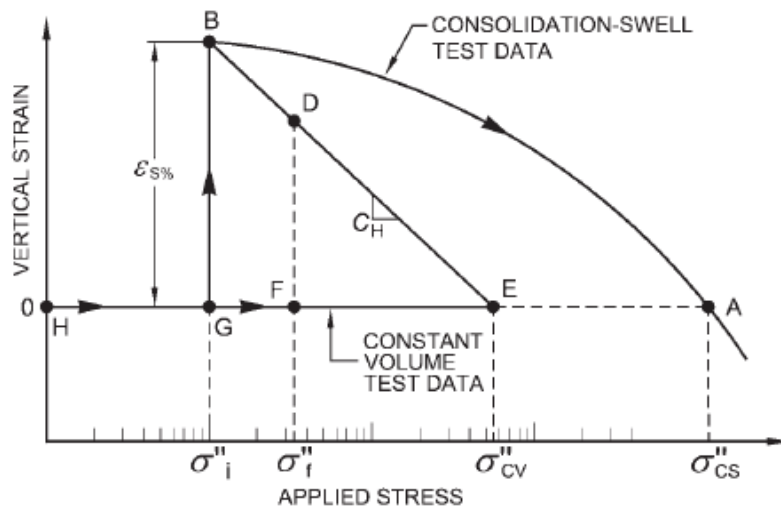 B
CONSOLIDATION-SWELL
TEST DATA
D
VERTICAL STRAIN
εS%
CH
0
H
G
F
E
A
CONSTANT
VOLUME
TEST DATA
σ"i
σ"f
σ"CV
σ"CS
APPLIED STRESS